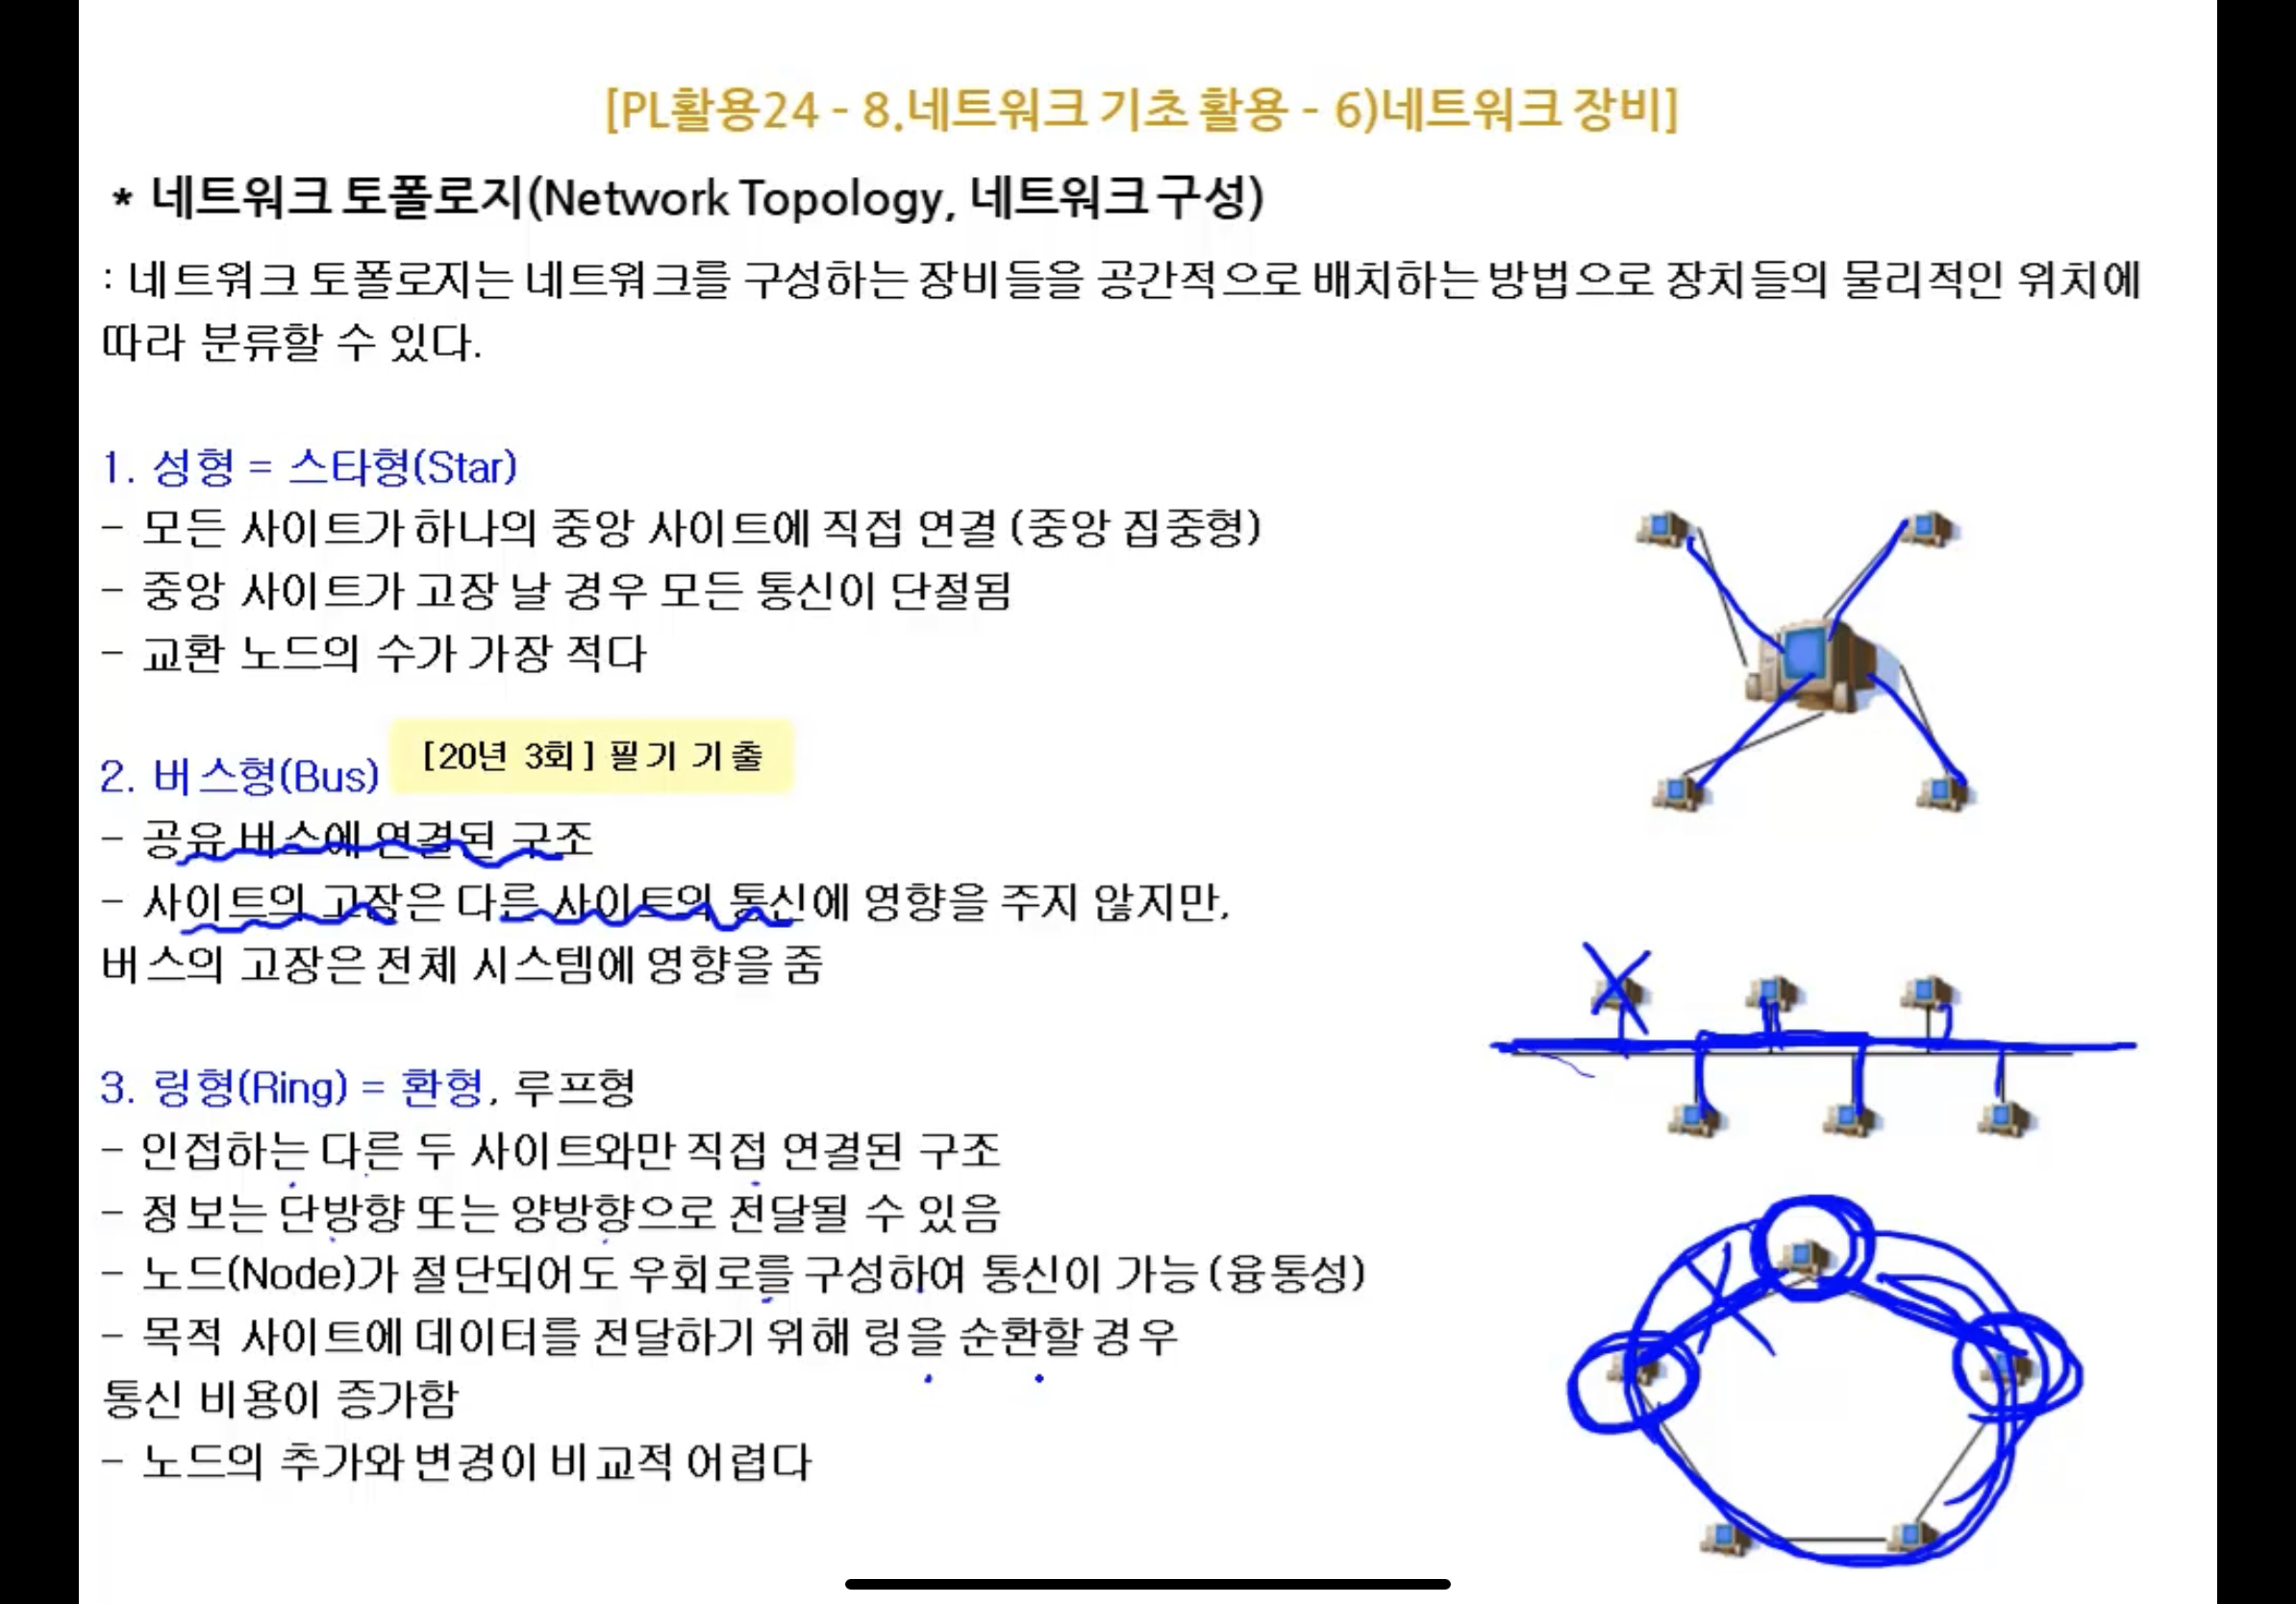 [PL활용24 - 8.네트워크 기초 활용 - 6)네트워크 장비]
* 네트워크 토폴로지(Network Topology, 네트워크 구성)
: 네트워크 토폴로지는 네트워크를 구성하는 장비들을 공간적으로 배치하는 방법으로 장치들의 물리적인 위치에
따라 분류할 수 있다.
1. 성형 = 스타형(Star)
- 모든 사이트가 하나의 중앙 사이트에 직접 연결 (중앙 집중형)
- 중앙 사이트가 고장 날 경우 모든 통신이 단절됨
- 교환 노드의 수가 가장 적다
2. 버스형(Bus) [20년 3회] 필기 기출
- 공유 버스에 연결된 구조
- 사이트의 고장은 다른 사이트의 통신에 영향을 주지 않지만,
버스의 고장은 전체 시스템에 영향을 줌
3. 링형(Ring) = 환형, 루프형
- 인접하는 다른 두 사이트와만 직접 연결된 구조
- 정보는 단방향 또는 양방향으로 전달될 수 있음
- 노드(Node)가 절단되어도 우회로를 구성하여 통신이 가능 (융통성)
- 목적 사이트에 데이터를 전달하기 위해 링을 순환할 경우
통신 비용이 증가함
- 노드의 추가와 변경이 비교적 어렵다